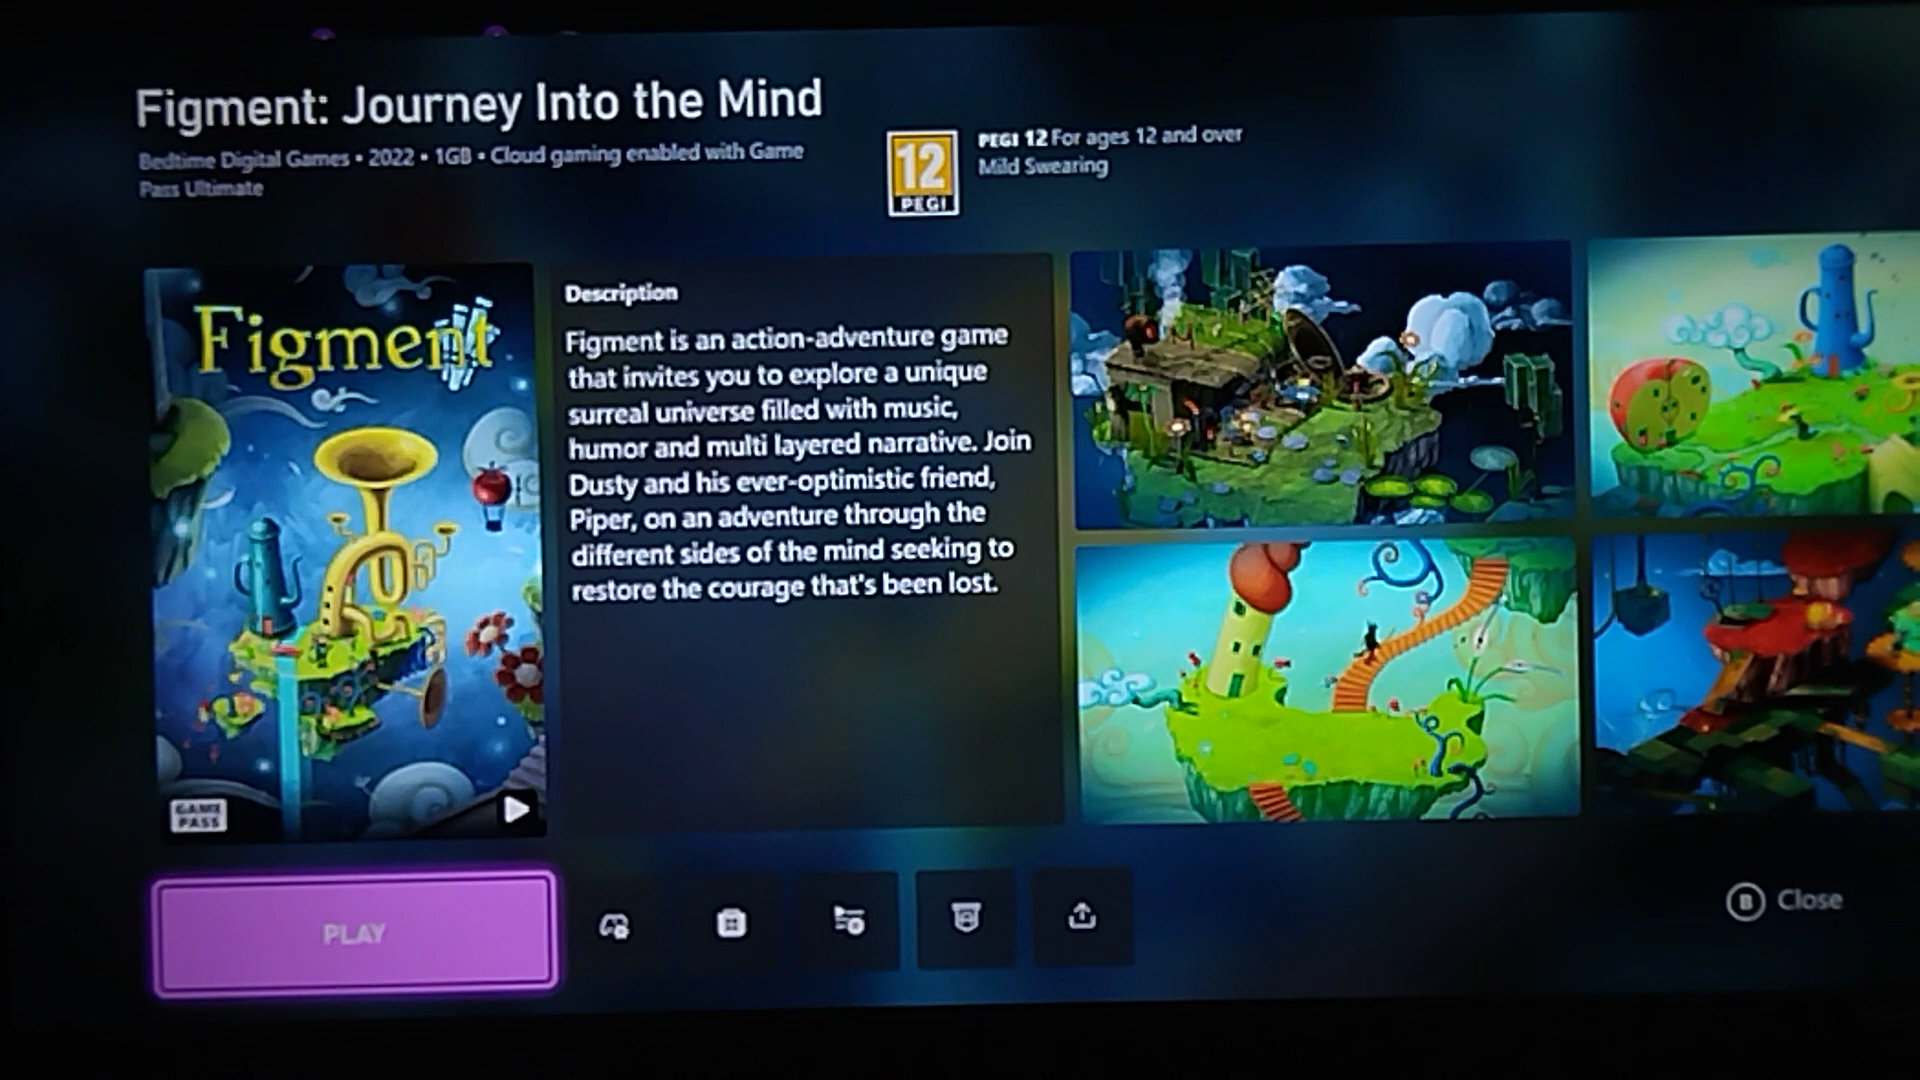 Figment: Journey Into the Mind
Bedtime Digital Games • 2022 • 1GB • Cloud gaming enabled with Game
Pass Ultimate
12
PEGI
PEGI 12 For ages 12 and over
Mild Swearing
Figment
GAME
PASS
Description
Figment is an action-adventure game
that invites you to explore a unique
surreal universe filled with music,
humor and multi layered narrative. Join
Dusty and his ever-optimistic friend,
Piper, on an adventure through the
different sides of the mind seeking to
restore the courage that's been lost.
PLAY
B Close